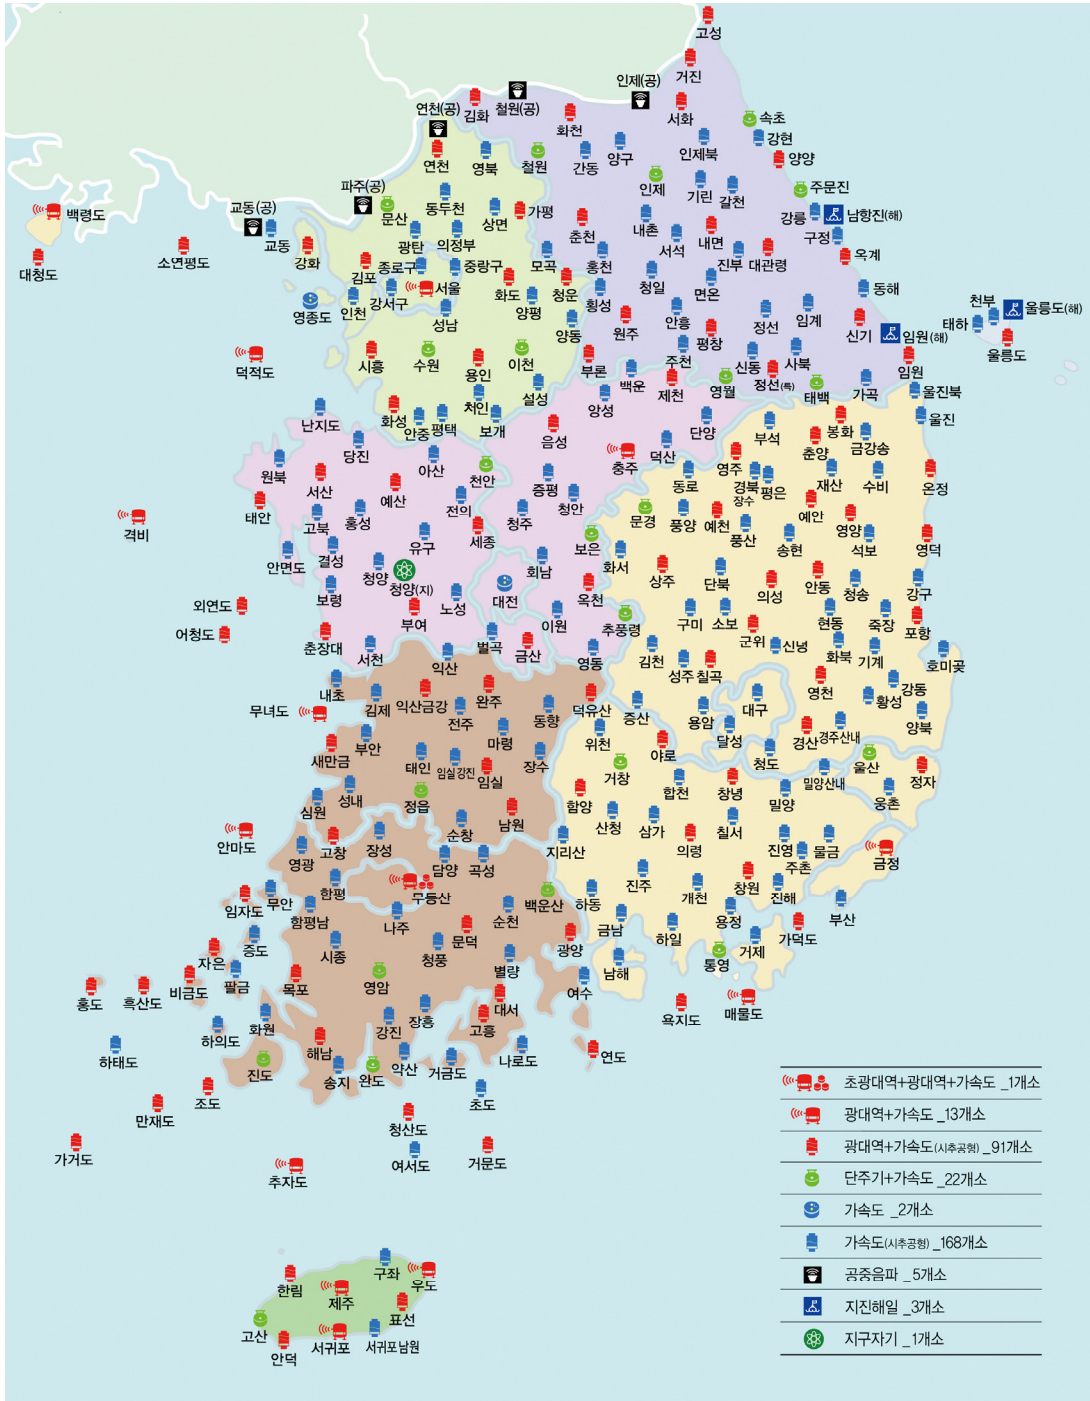 고성
거진
인제(공)
철원(공)
김화
연천(공)
화천
서화
속초
강현
양양
연천
영북
철원
간동
양구
인제북
인제
기린
갈천
주문진
파주(공)
문산
동두천
상면
가평
춘천
내촌
내면
강릉
남항진(해)
구정
백령도
대청도
소연평도
교동(공)
교동
강화
광탄
의정부
서석
모곡
홍천
진부
대관령
옥계
김포
종로구
중랑구
서울
강서구
인천
영종도
화도
청운
양평
횡성
청일
면온
동해
천부
울릉도(해)
태하
울릉도
성남
양동
원주
안흥
정선
임계
신기
임원(해)
임원
덕적도
시흥
수원
용인
이천
부론
주천
평창
신동
사북
백운
제천
영월
정선(특)
태백
가곡
울진북
울진
처인
설성
앙성
난지도
화성
안중
평택
보개
음성
단양
부석
봉화
춘양
금강송
당진
원북
서산
아산
천안
충주
덕산
영주
동로
경북
장수
평은
재산
수비
온정
태안
예산
전의
증평
청안
청주
문경
풍양
예천
풍산
예안
영양
격비
고북
홍성
세종
유구
보은
송현
석보
영덕
안면도
결성
청양
청양(지)
회남
화서
상주
단북
의성
안동
청송
강구
보령
대전
옥천
외연도
노성
부여
이원
추풍령
구미
소보
군위
신녕
현동
죽장
포항
어청도
춘장대
서천
익산
벌곡
금산
영동
김천
성주
칠곡
화북
기계
호미곶
내초
김제
익산금강
완주
전주
동향
덕유산
증산
용암
대구
영천
황성
강동
양북
무녀도
새만금
부안
마령
장수
위천
야로
달성
청도
경산
경주산내
태인
임실강진
임실
거창
밀양산내
울산
정자
심원
성내
정읍
남원
함양
합천
창녕
밀양
웅촌
산청
삼가
칠서
안마도
고창
장성
순창
지리산
의령
진영
물금
주촌
금정
영광
담양
곡성
임자도
무안
함평
무등산
백운산
하동
진주
개천
창원
진해
부산
함평남
나주
순천
금남
용정
증도
시종
문덕
광양
하일
거제
가덕도
자은
팔금
청풍
별량
남해
통영
홍도
흑산도
비금도
목포
영암
여수
대서
욕지도
매물도
하태도
하의도
화원
강진
장흥
고흥
진도
해남
송지
완도
약산
거금도
나로도
연도
만재도
조도
초도
가거도
청산도
여서도
거문도
추자도
한림
구좌
우도
제주
표선
고산
안덕
서귀포
서귀포남원
초광대역+광대역+가속도 _1개소
광대역+가속도 _13개소
광대역+가속도(시추공형) _91개소
단주기+가속도 _22개소
가속도 _2개소
가속도(시추공형) _168개소
공중음파 _5개소
지진해일 _3개소
지구자기 _1개소